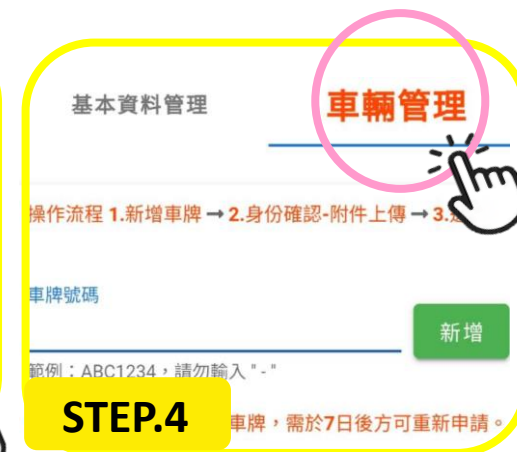 基本資料管理
車輛管理
操作流程 1.新增車牌 → 2.身份確認-附件上傳 → 3.
車牌號碼
新增
範例：ABC1234，請勿輸入 " - "
STEP.4
車牌，需於7日後方可重新申請。